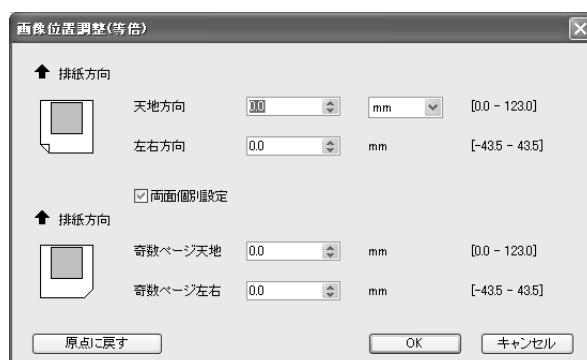 画像位置調整(等倍)
排紙方向
天地方向 0.0 mm [0.0 - 123.0]
左右方向 0.0 mm [-43.5 - 43.5]
両面個別設定
排紙方向
奇数ページ天地 0.0 mm [0.0 - 123.0]
奇数ページ左右 0.0 mm [-43.5 - 43.5]
原点に戻す OK キャンセル